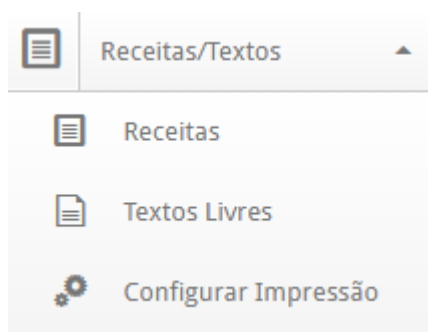 Receitas/Textos
Receitas
Textos Livres
Configurar Impressão